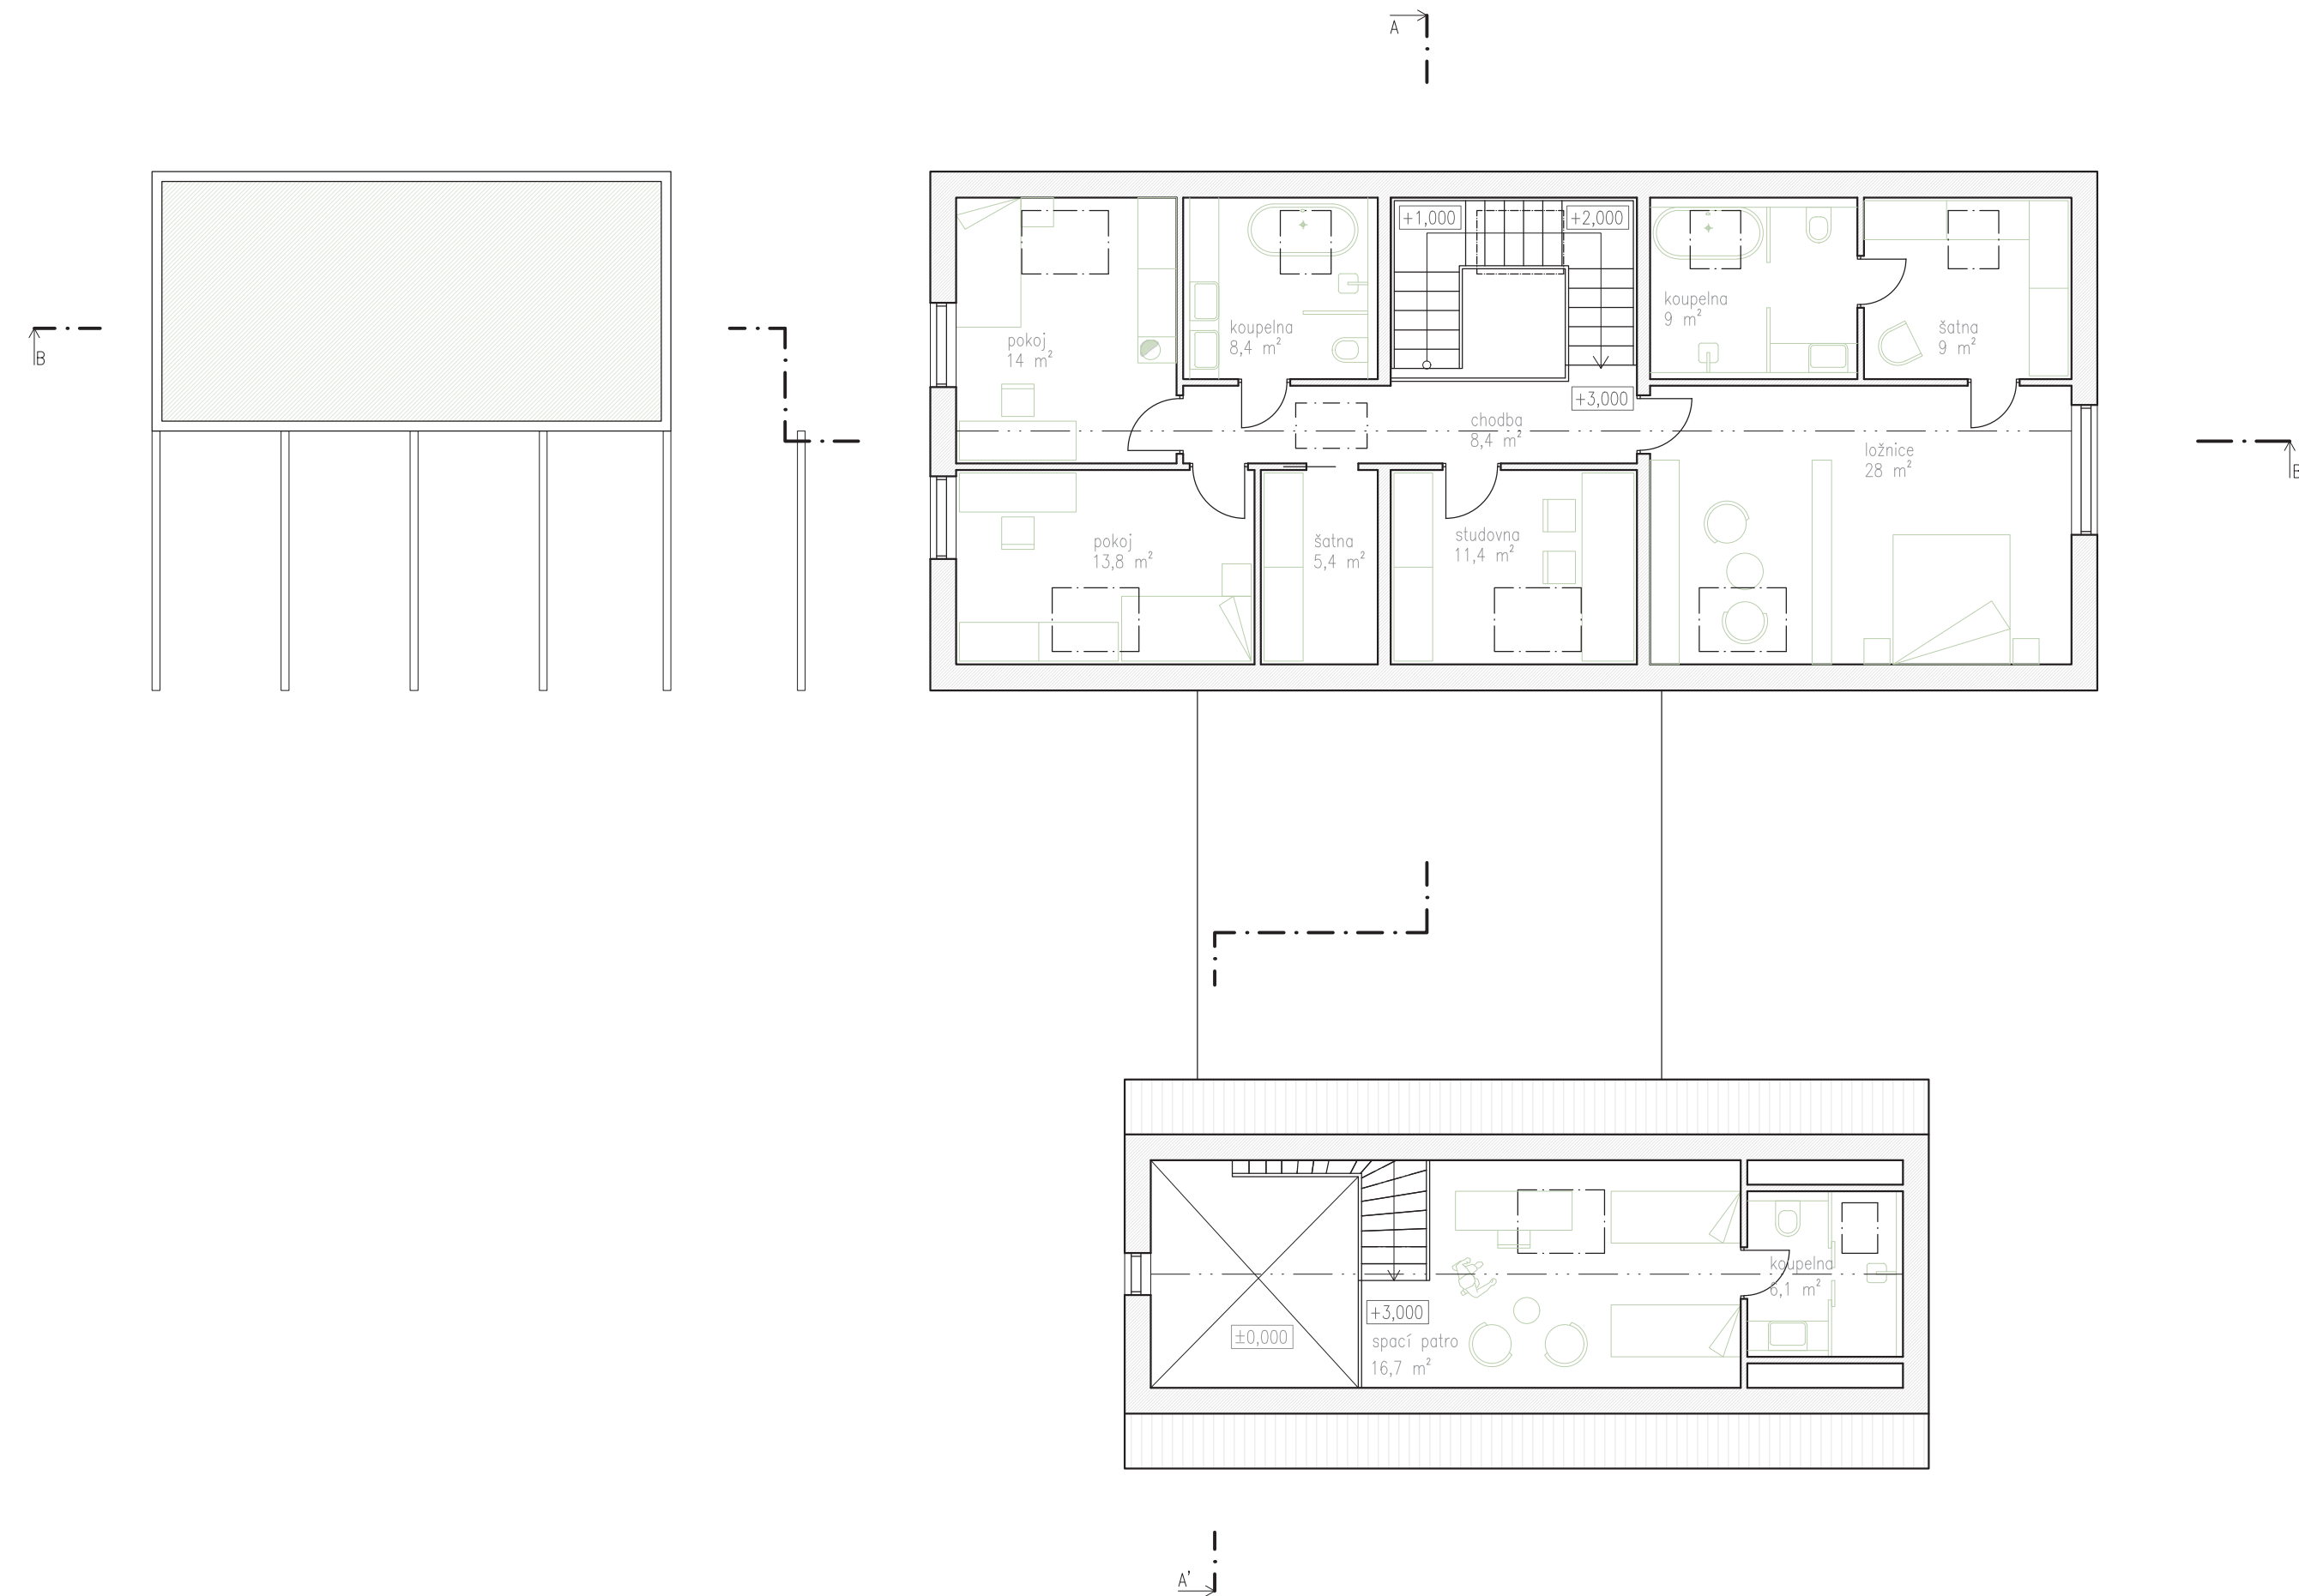 A
+1,000
+2,000
koupelna
9 m²
pokoj
14 m²
koupelna
8,4 m²
šatna
9 m²
B
+3,000
chodba
8,4 m²
ložnice
28 m²
B
pokoj
13,8 m²
šatna
5,4 m²
studovna
11,4 m²
koupelna
6,1 m²
+3,000
±0,000
spací patro
16,7 m²
A'